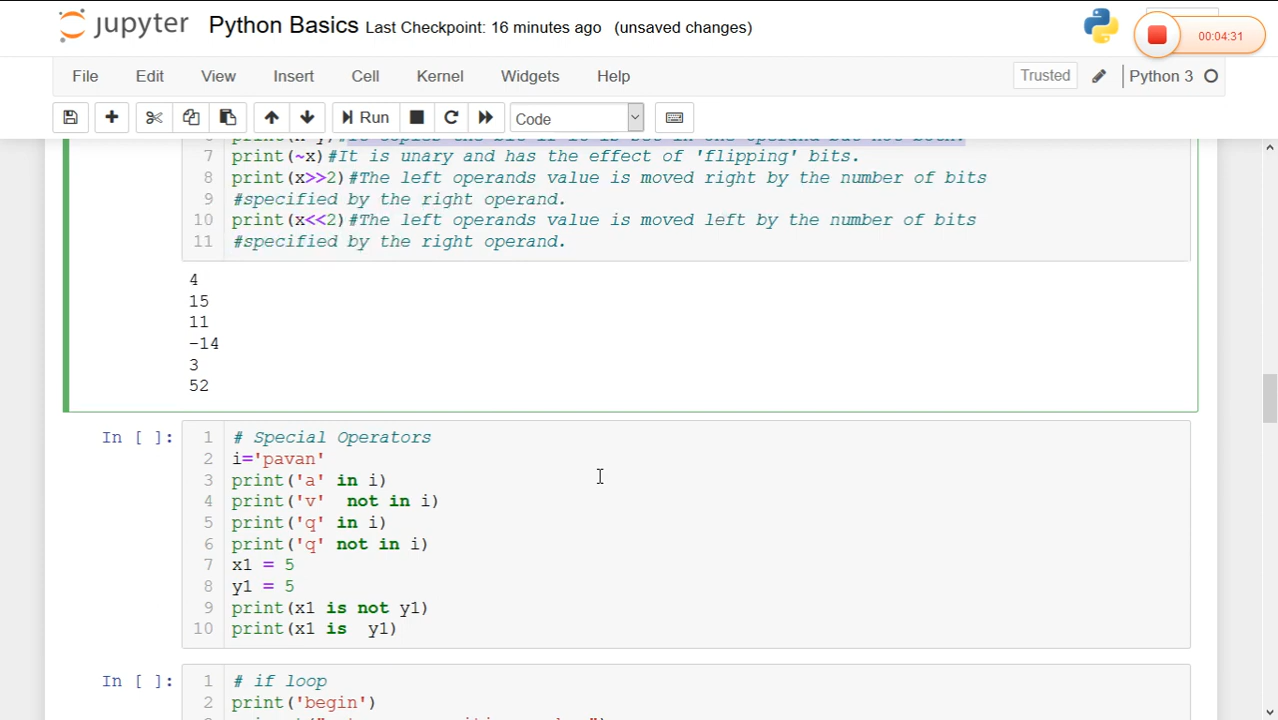 jupyter Python Basics Last Checkpoint: 16 minutes ago (unsaved changes)
00:04:31
File Edit View Insert Cell Kernel Widgets Help Trusted Python 3
Run Code
7 print(~x)#It is unary and has the effect of 'flipping' bits.
8 print(x>>2)#The left operands value is moved right by the number of bits
9 #specified by the right operand.
10 print(x<<2)#The left operands value is moved left by the number of bits
11 #specified by the right operand.
4
15
11
-14
3
52
In [ ]: 1 # Special Operators
2 i='pavan'
3 print('a' in i)
4 print('v'  not in i)
5 print('q' in i)
6 print('q' not in i)
7 x1 = 5
8 y1 = 5
9 print(x1 is not y1)
10 print(x1 is  y1)
In [ ]: 1 # if loop
2 print('begin')